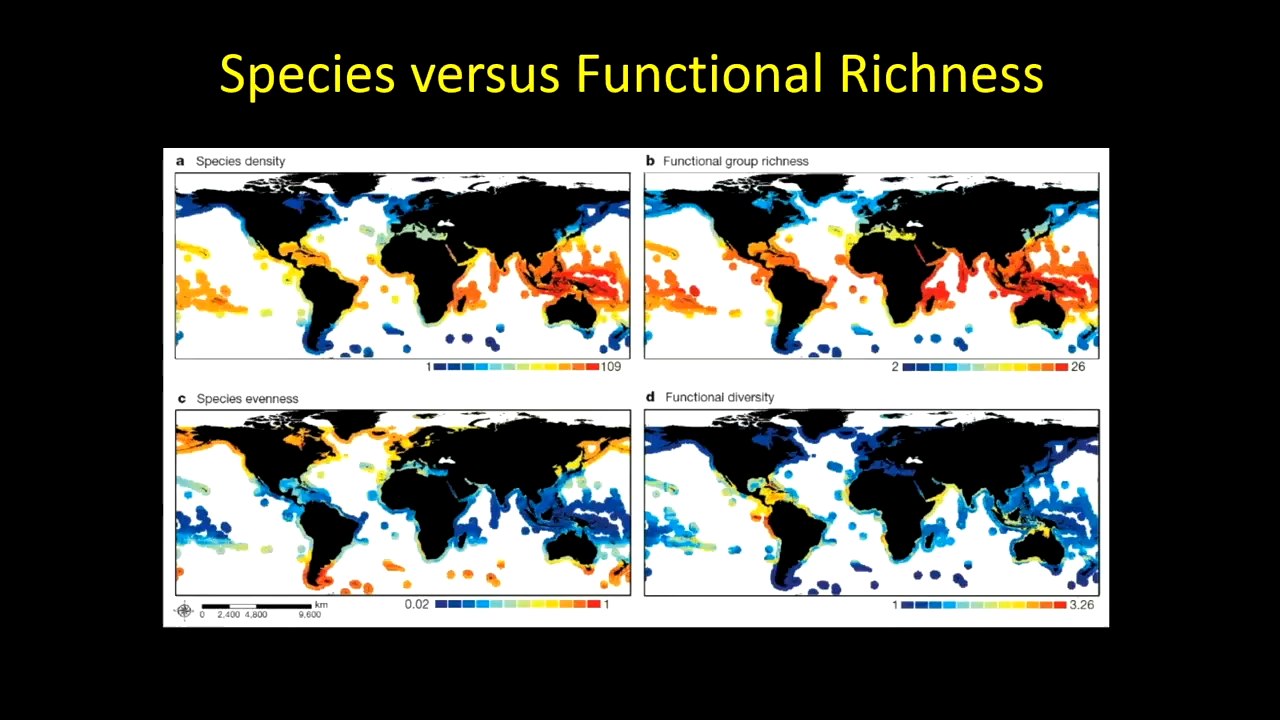 Species versus Functional Richness
a Species density
b Functional group richness
1 109
2 26
c Species evenness
d Functional diversity
km
0 2,400 4,800 9,600
0.02 1
1 3.26